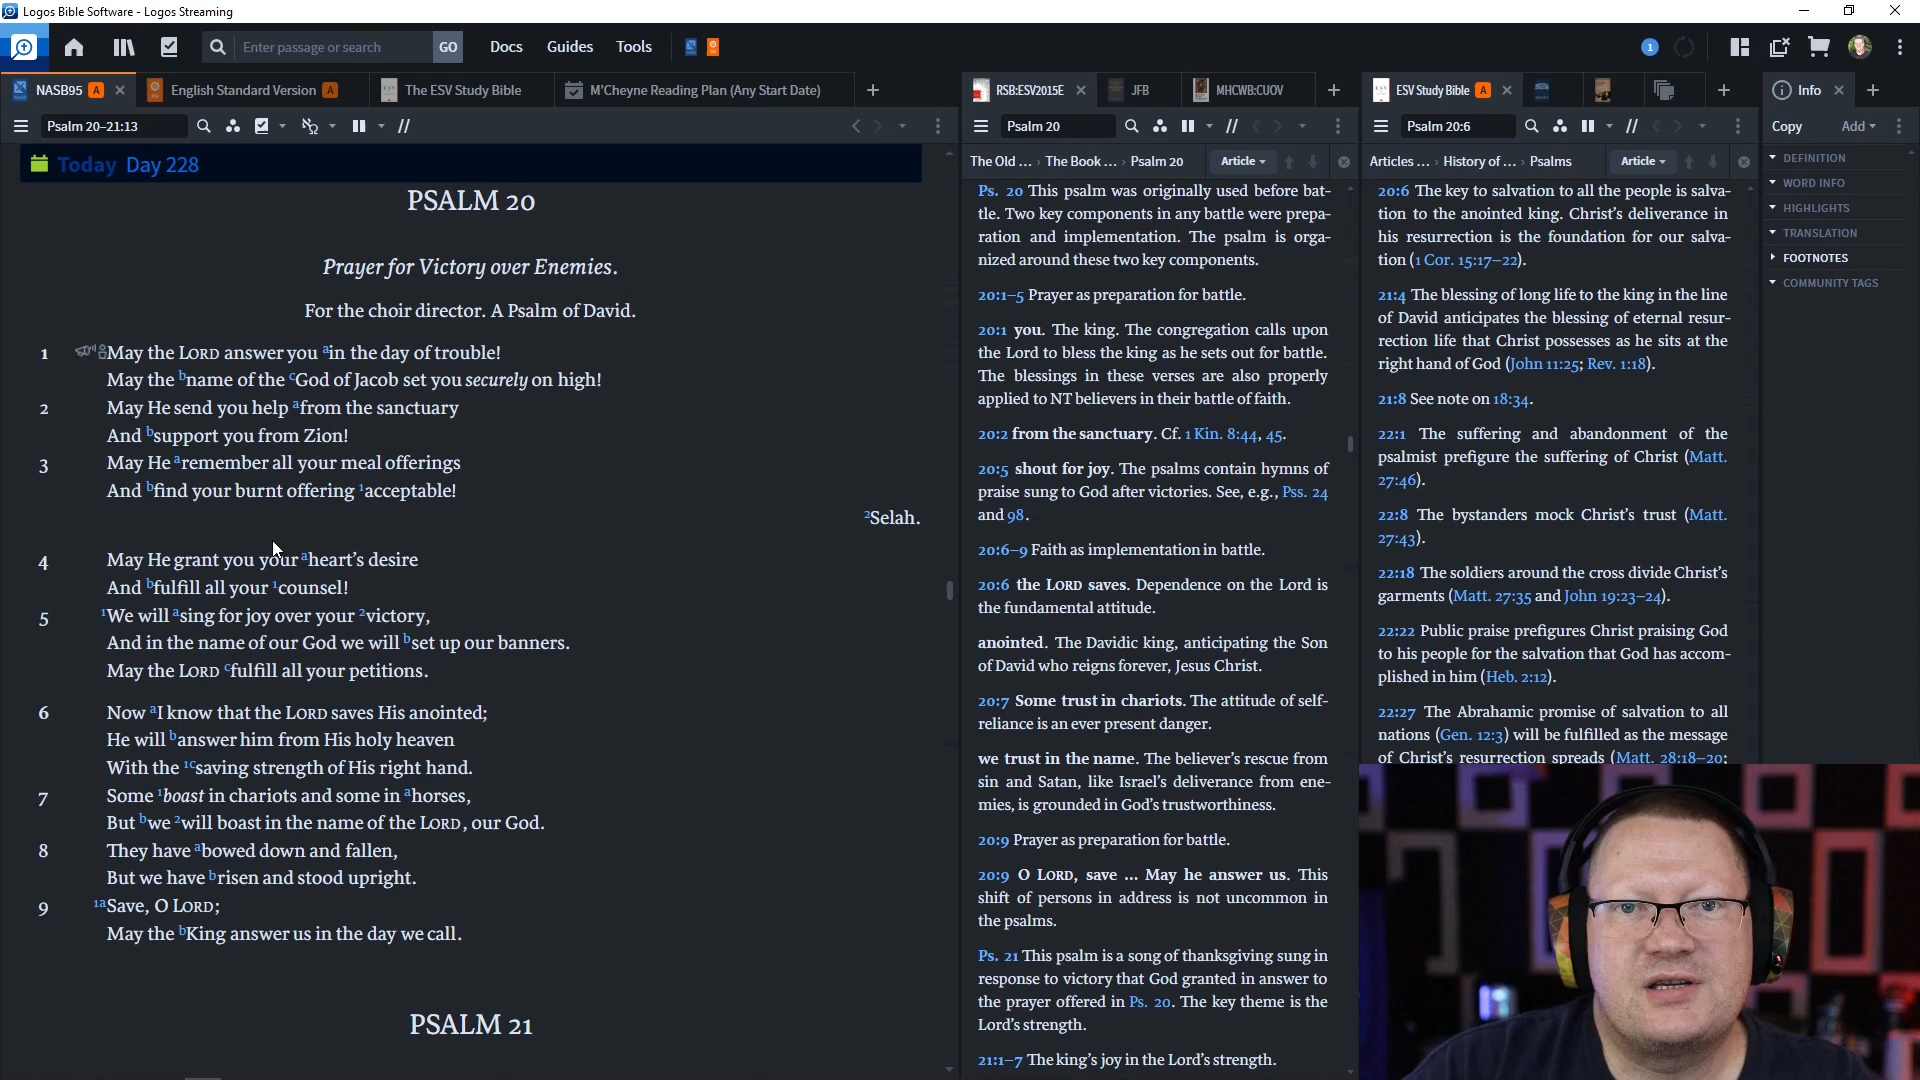 Logos Bible Software - Logos Streaming
Enter passage or search GO Docs Guides Tools 1
NASB95 A English Standard Version A The ESV Study Bible M'Cheyne Reading Plan (Any Start Date)
Psalm 20–21:13
Today Day 228
PSALM 20
Prayer for Victory over Enemies.
For the choir director. A Psalm of David.
1 May the LORD answer you a in the day of trouble!
May the b name of the c God of Jacob set you securely on high!
2 May He send you help a from the sanctuary
And b support you from Zion!
3 May He a remember all your meal offerings
And b find your burnt offering 1 acceptable!
2 Selah.
4 May He grant you your a heart's desire
And b fulfill all your 1 counsel!
5 1 We will a sing for joy over your 2 victory,
And in the name of our God we will b set up our banners.
May the LORD c fulfill all your petitions.
6 Now a I know that the LORD saves His anointed;
He will b answer him from His holy heaven
With the 1c saving strength of His right hand.
7 Some 1 boast in chariots and some in a horses,
But b we 2 will boast in the name of the LORD, our God.
8 They have a bowed down and fallen,
But we have b risen and stood upright.
9 1a Save, O LORD;
May the b King answer us in the day we call.
PSALM 21
RSB:ESV2015E JFB MHCWB:CUOV
Psalm 20
The Old ... › The Book ... › Psalm 20 Article
Ps. 20 This psalm was originally used before bat-
tle. Two key components in any battle were prepa-
ration and implementation. The psalm is orga-
nized around these two key components.
20:1–5 Prayer as preparation for battle.
20:1 you. The king. The congregation calls upon
the Lord to bless the king as he sets out for battle.
The blessings in these verses are also properly
applied to NT believers in their battle of faith.
20:2 from the sanctuary. Cf. 1 Kin. 8:44, 45.
20:5 shout for joy. The psalms contain hymns of
praise sung to God after victories. See, e.g., Pss. 24
and 98.
20:6–9 Faith as implementation in battle.
20:6 the LORD saves. Dependence on the Lord is
the fundamental attitude.
anointed. The Davidic king, anticipating the Son
of David who reigns forever, Jesus Christ.
20:7 Some trust in chariots. The attitude of self-
reliance is an ever present danger.
we trust in the name. The believer's rescue from
sin and Satan, like Israel's deliverance from ene-
mies, is grounded in God's trustworthiness.
20:9 Prayer as preparation for battle.
20:9 O LORD, save ... May he answer us. This
shift of persons in address is not uncommon in
the psalms.
Ps. 21 This psalm is a song of thanksgiving sung in
response to victory that God granted in answer to
the prayer offered in Ps. 20. The key theme is the
Lord's strength.
21:1–7 The king's joy in the Lord's strength.
ESV Study Bible A
Psalm 20:6
Articles ... › History of ... › Psalms Article
20:6 The key to salvation to all the people is salva-
tion to the anointed king. Christ's deliverance in
his resurrection is the foundation for our salva-
tion (1 Cor. 15:17–22).
21:4 The blessing of long life to the king in the line
of David anticipates the blessing of eternal resur-
rection life that Christ possesses as he sits at the
right hand of God (John 11:25; Rev. 1:18).
21:8 See note on 18:34.
22:1 The suffering and abandonment of the
psalmist prefigure the suffering of Christ (Matt.
27:46).
22:8 The bystanders mock Christ's trust (Matt.
27:43).
22:18 The soldiers around the cross divide Christ's
garments (Matt. 27:35 and John 19:23–24).
22:22 Public praise prefigures Christ praising God
to his people for the salvation that God has accom-
plished in him (Heb. 2:12).
22:27 The Abrahamic promise of salvation to all
nations (Gen. 12:3) will be fulfilled as the message
of Christ's resurrection spreads (Matt. 28:18–20;
Info
Copy Add
DEFINITION
WORD INFO
HIGHLIGHTS
TRANSLATION
FOOTNOTES
COMMUNITY TAGS